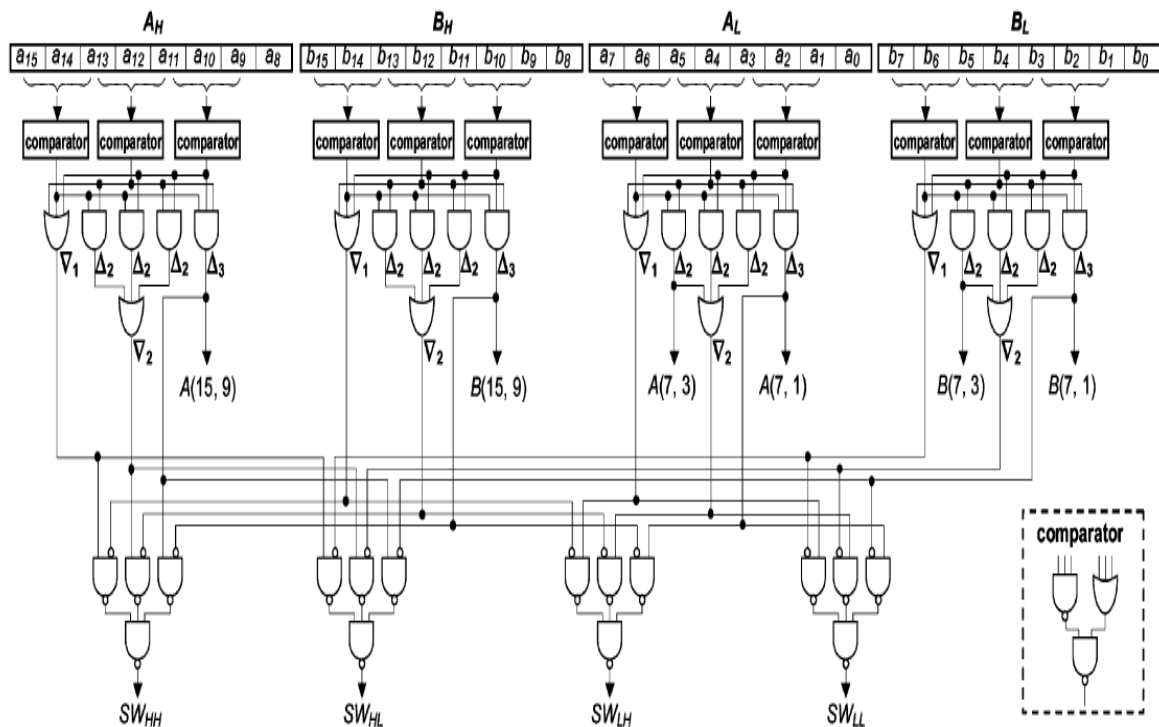 A_H B_H A_L B_L
a15 a14 a13 a12 a11 a10 a9 a8 b15 b14 b13 b12 b11 b10 b9 b8 a7 a6 a5 a4 a3 a2 a1 a0 b7 b6 b5 b4 b3 b2 b1 b0
comparator comparator comparator comparator comparator comparator comparator comparator comparator comparator comparator comparator
∇1 Δ2 Δ2 Δ2 Δ3 ∇1 Δ2 Δ2 Δ2 Δ3 ∇1 Δ2 Δ2 Δ2 Δ3 ∇1 Δ2 Δ2 Δ2 Δ3
∇2 ∇2 ∇2 ∇2
A(15, 9) B(15, 9) A(7, 3) A(7, 1) B(7, 3) B(7, 1)
comparator
SW_HH SW_HL SW_LH SW_LL